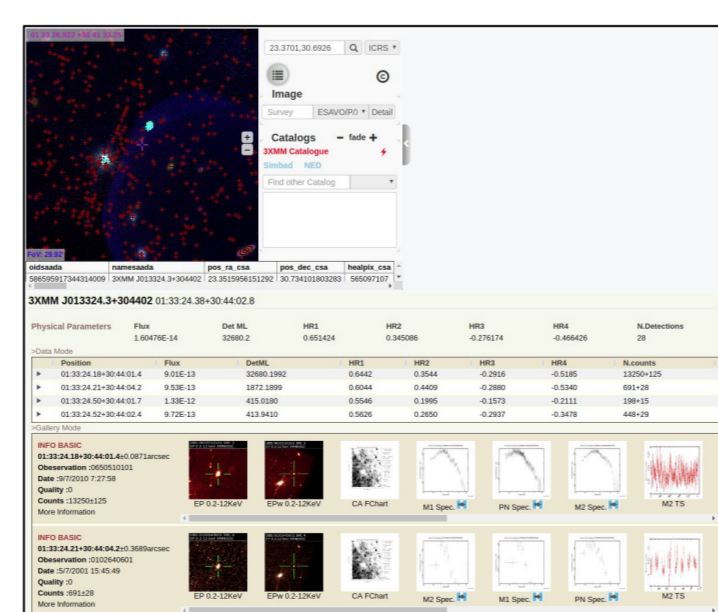 23.3701,30.6926 ICRS
Image
Survey ESAVO/P/ Detail
Catalogs − fade +
3XMM Catalogue
Simbad NED
Find other Catalog
FoV: 29.92'
oidsaada namesaada pos_ra_csa pos_dec_csa healpix_csa
586595917344314009 3XMM J013324.3+304402 23.3515956151292 30.734101803283 565097107
3XMM J013324.3+304402 01:33:24.38+30:44:02.8
Physical Parameters Flux Det ML HR1 HR2 HR3 HR4 N.Detections
1.60476E-14 32680.2 0.651424 0.345086 -0.276174 -0.466426 28
>Data Mode
Position Flux DetML HR1 HR2 HR3 HR4 N.counts
01:33:24.18+30:44:01.4 9.01E-13 32680.1992 0.6442 0.3544 -0.2916 -0.5185 13250+125
01:33:24.21+30:44:04.2 9.53E-13 1872.1899 0.6044 0.4409 -0.2880 -0.5340 691+28
01:33:24.50+30:44:01.7 1.33E-12 415.0180 0.5546 0.1995 -0.1573 -0.2111 198+15
01:33:24.52+30:44:02.4 9.72E-13 413.9410 0.5626 0.2650 -0.2937 -0.3478 448+29
>Gallery Mode
INFO BASIC
01:33:24.18+30:44:01.4±0.0871arcsec
Obeservation :0650510101
Date :9/7/2010 7:27:58
Quality :0
Counts :13250±125
More Information
EP 0.2-12KeV EPw 0.2-12KeV CA FChart M1 Spec. PN Spec. M2 Spec. M2 TS
INFO BASIC
01:33:24.21+30:44:04.2±0.3689arcsec
Obeservation :0102640601
Date :5/7/2001 15:45:49
Quality :0
Counts :691±28
More Information
EP 0.2-12KeV EPw 0.2-12KeV CA FChart M2 Spec. M1 Spec. PN Spec. M2 TS